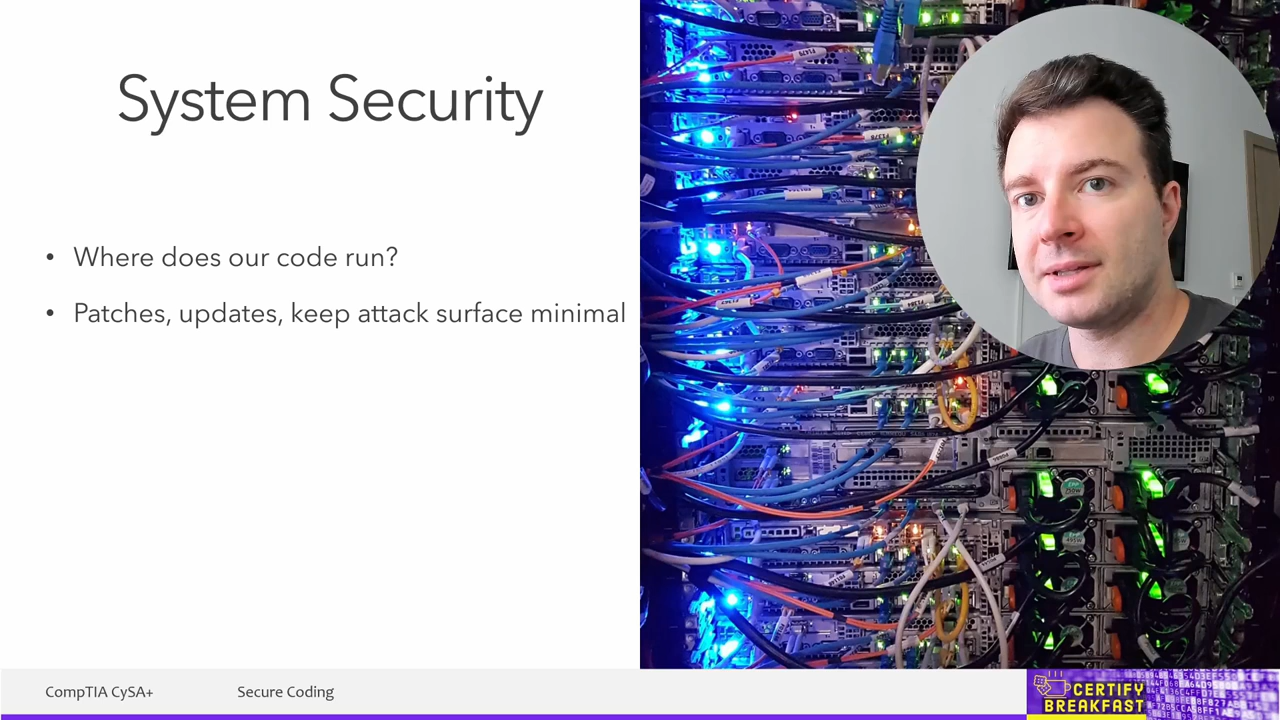 System Security
• Where does our code run?
• Patches, updates, keep attack surface minimal
CompTIA CySA+
Secure Coding
CERTIFY
BREAKFAST